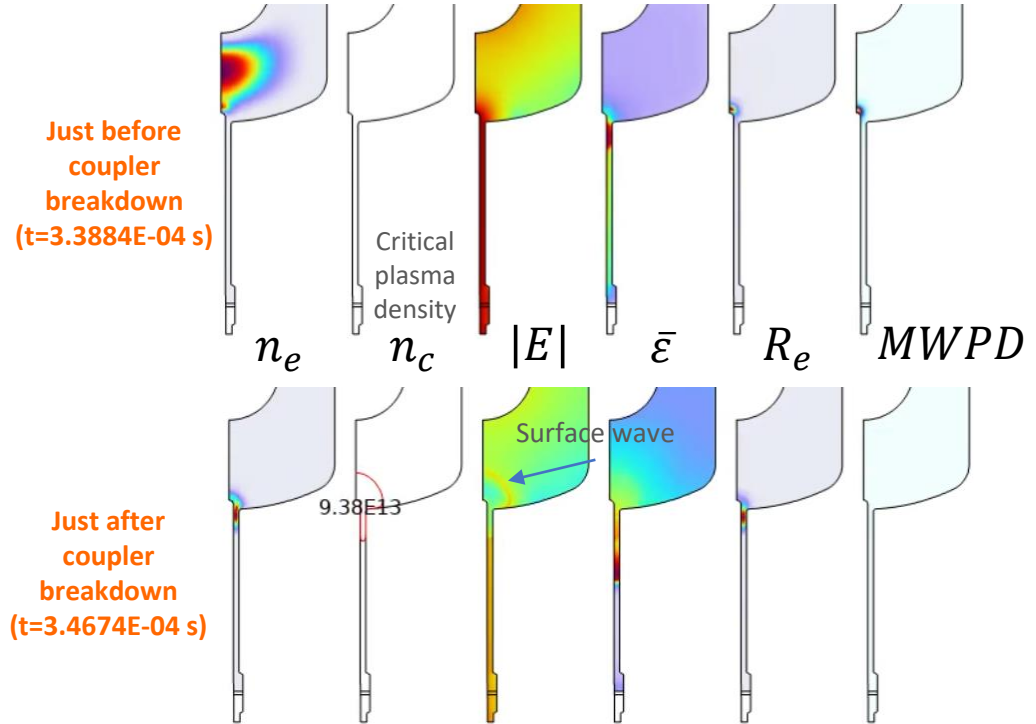 Just before
coupler
breakdown
(t=3.3884E-04 s)
Critical
plasma
density
n_e n_c |E| ε̄ R_e MWPD
Surface wave
9.38E13
Just after
coupler
breakdown
(t=3.4674E-04 s)